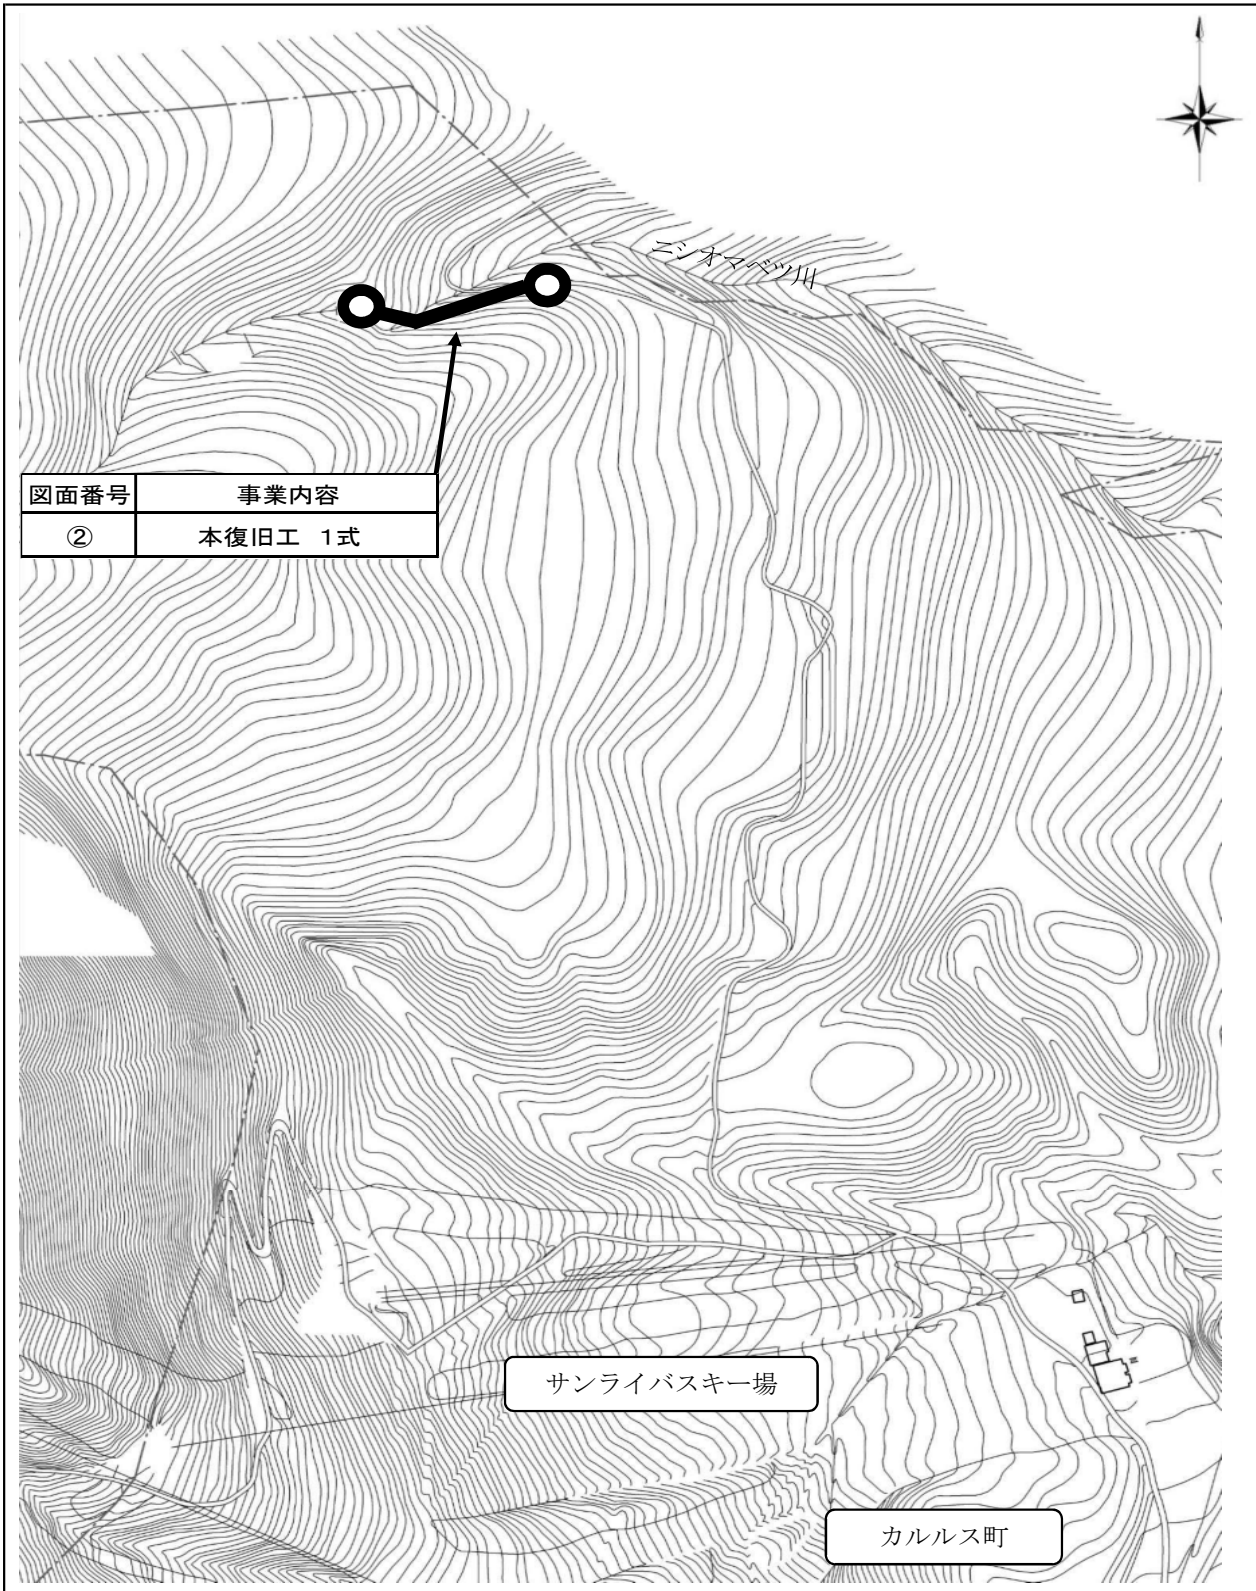 ニシオマベツ川
図面番号 事業内容
② 本復旧工 1式
サンライバスキー場
カルルス町